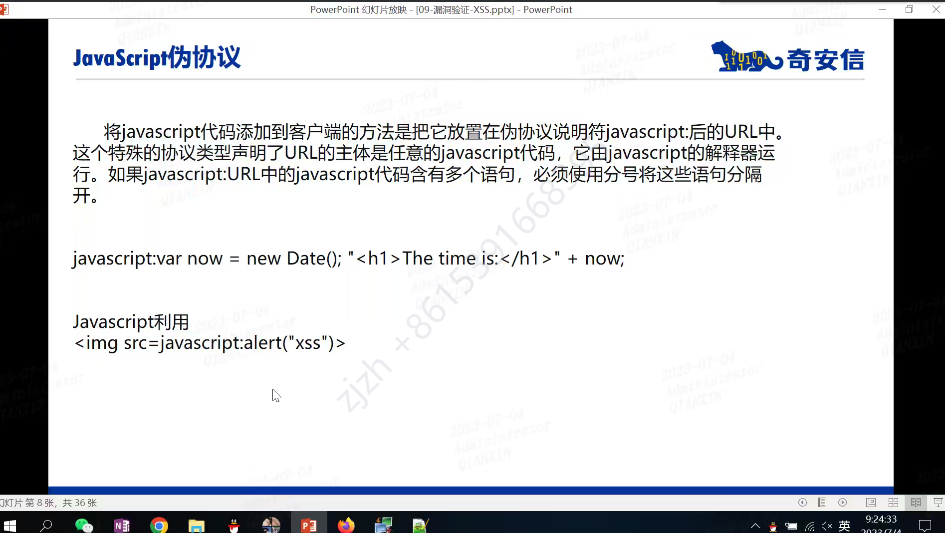 PowerPoint 幻灯片放映 - [09-漏洞验证-XSS.pptx] - PowerPoint
JavaScript伪协议
奇安信
将javascript代码添加到客户端的方法是把它放置在伪协议说明符javascript:后的URL中。
这个特殊的协议类型声明了URL的主体是任意的javascript代码，它由javascript的解释器运
行。如果javascript:URL中的javascript代码含有多个语句，必须使用分号将这些语句分隔
开。
javascript:var now = new Date(); "<h1>The time is:</h1>" + now;
Javascript利用
<img src=javascript:alert("xss")>
幻灯片 第 8 张，共 36 张
英
9:24:33
2023/7/4